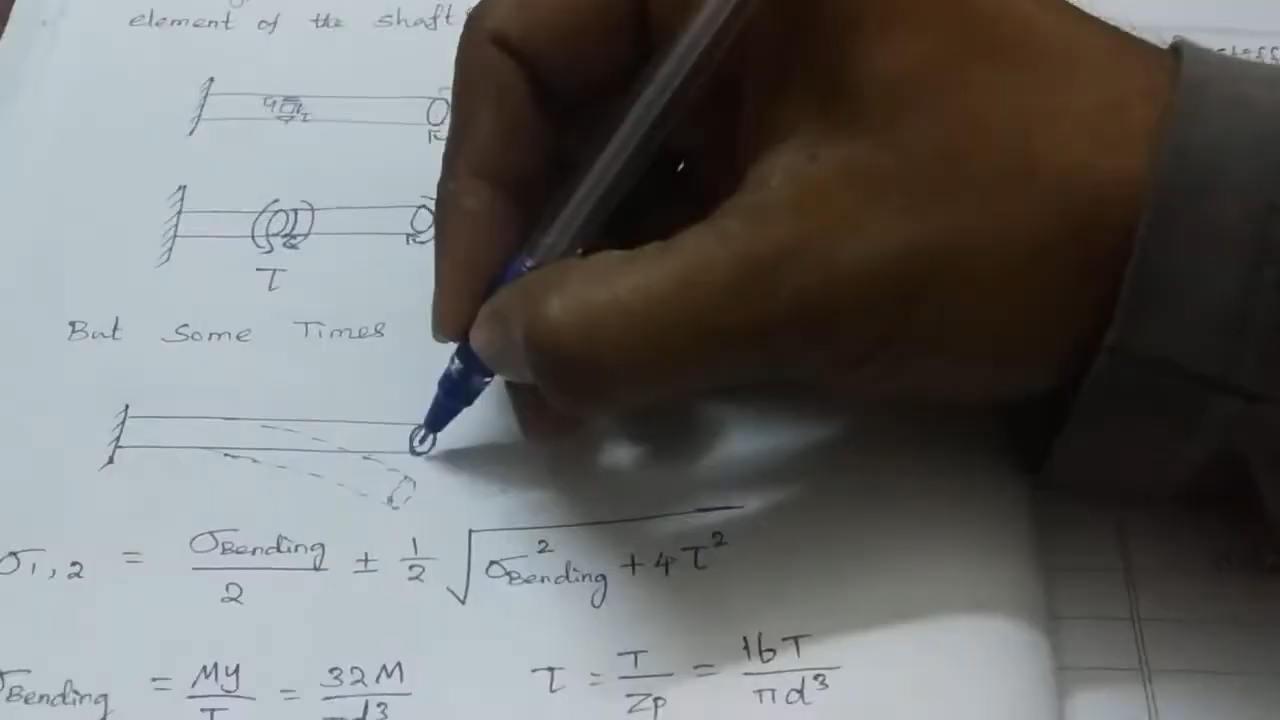 element of the shaft
τ
But Some Times
σ1,2 = σBending/2 ± 1/2 √(σ²Bending + 4τ²)
σBending = My/I = 32M/πd³ τ = T/Zp = 16T/πd³